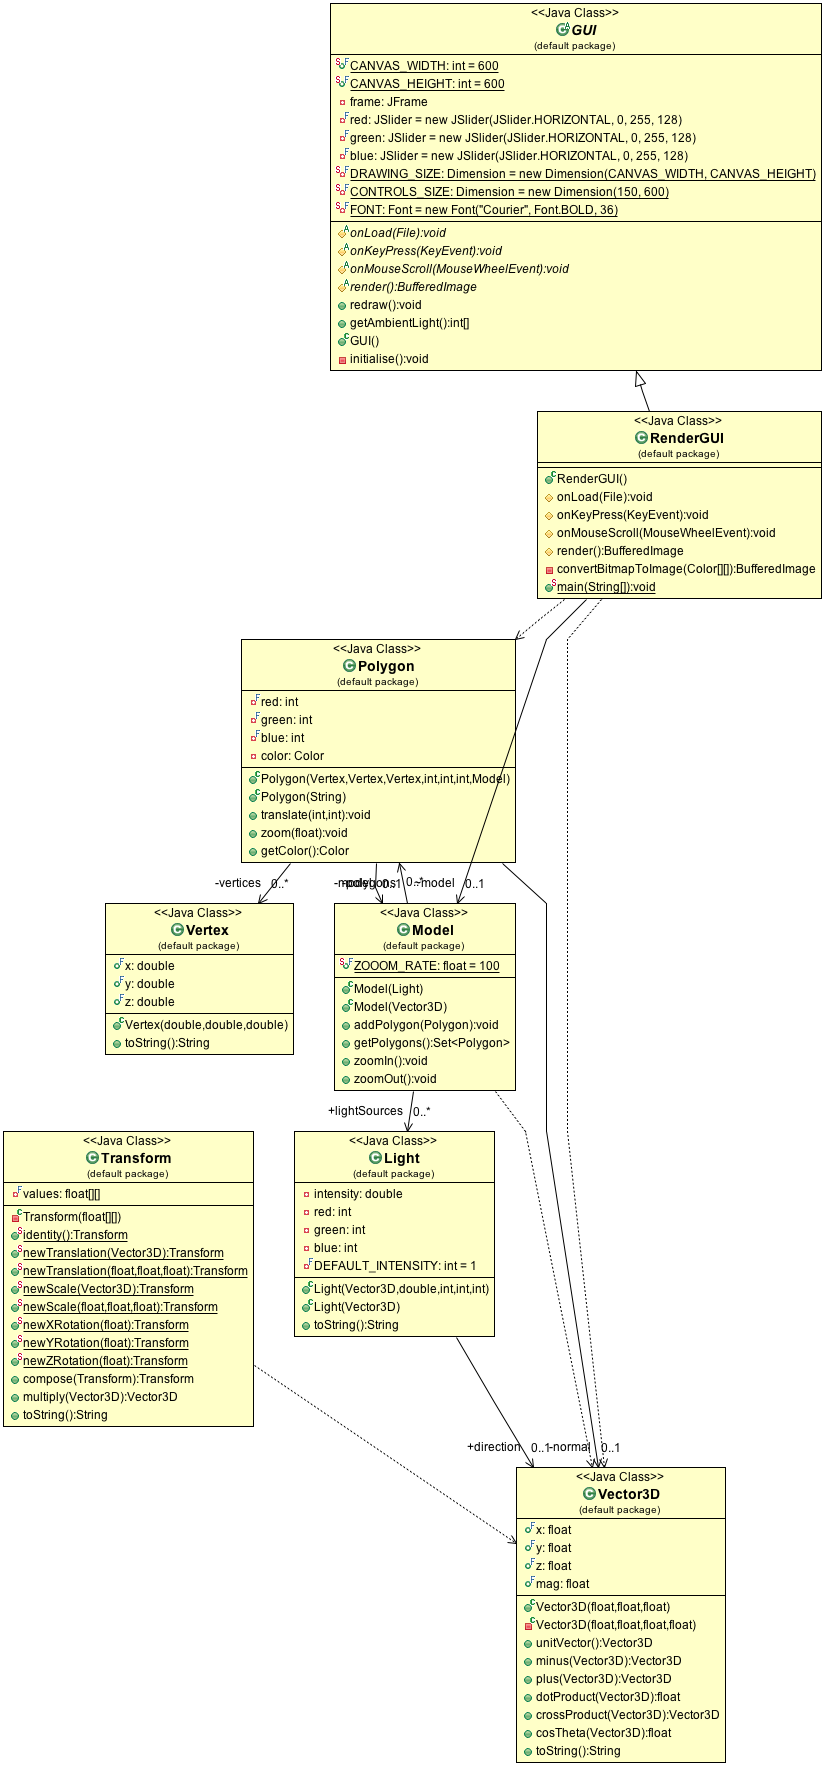 <<Java Class>>
GUI
(default package)
CANVAS_WIDTH: int = 600
CANVAS_HEIGHT: int = 600
frame: JFrame
red: JSlider = new JSlider(JSlider.HORIZONTAL, 0, 255, 128)
green: JSlider = new JSlider(JSlider.HORIZONTAL, 0, 255, 128)
blue: JSlider = new JSlider(JSlider.HORIZONTAL, 0, 255, 128)
DRAWING_SIZE: Dimension = new Dimension(CANVAS_WIDTH, CANVAS_HEIGHT)
CONTROLS_SIZE: Dimension = new Dimension(150, 600)
FONT: Font = new Font("Courier", Font.BOLD, 36)
onLoad(File):void
onKeyPress(KeyEvent):void
onMouseScroll(MouseWheelEvent):void
render():BufferedImage
redraw():void
getAmbientLight():int[]
GUI()
initialise():void
<<Java Class>>
RenderGUI
(default package)
RenderGUI()
onLoad(File):void
onKeyPress(KeyEvent):void
onMouseScroll(MouseWheelEvent):void
render():BufferedImage
convertBitmapToImage(Color[][]):BufferedImage
main(String[]):void
<<Java Class>>
Polygon
(default package)
red: int
green: int
blue: int
color: Color
Polygon(Vertex,Vertex,Vertex,int,int,int,Model)
Polygon(String)
translate(int,int):void
zoom(float):void
getColor():Color
-vertices 0..*
-polygons 0..1 0..* -model 0..1
<<Java Class>>
Vertex
(default package)
x: double
y: double
z: double
Vertex(double,double,double)
toString():String
<<Java Class>>
Model
(default package)
ZOOOM_RATE: float = 100
Model(Light)
Model(Vector3D)
addPolygon(Polygon):void
getPolygons():Set<Polygon>
zoomIn():void
zoomOut():void
+lightSources 0..*
<<Java Class>>
Transform
(default package)
values: float[][]
Transform(float[][])
identity():Transform
newTranslation(Vector3D):Transform
newTranslation(float,float,float):Transform
newScale(Vector3D):Transform
newScale(float,float,float):Transform
newXRotation(float):Transform
newYRotation(float):Transform
newZRotation(float):Transform
compose(Transform):Transform
multiply(Vector3D):Vector3D
toString():String
<<Java Class>>
Light
(default package)
intensity: double
red: int
green: int
blue: int
DEFAULT_INTENSITY: int = 1
Light(Vector3D,double,int,int,int)
Light(Vector3D)
toString():String
+direction 0..1 -normal 0..1
<<Java Class>>
Vector3D
(default package)
x: float
y: float
z: float
mag: float
Vector3D(float,float,float)
Vector3D(float,float,float,float)
unitVector():Vector3D
minus(Vector3D):Vector3D
plus(Vector3D):Vector3D
dotProduct(Vector3D):float
crossProduct(Vector3D):Vector3D
cosTheta(Vector3D):float
toString():String